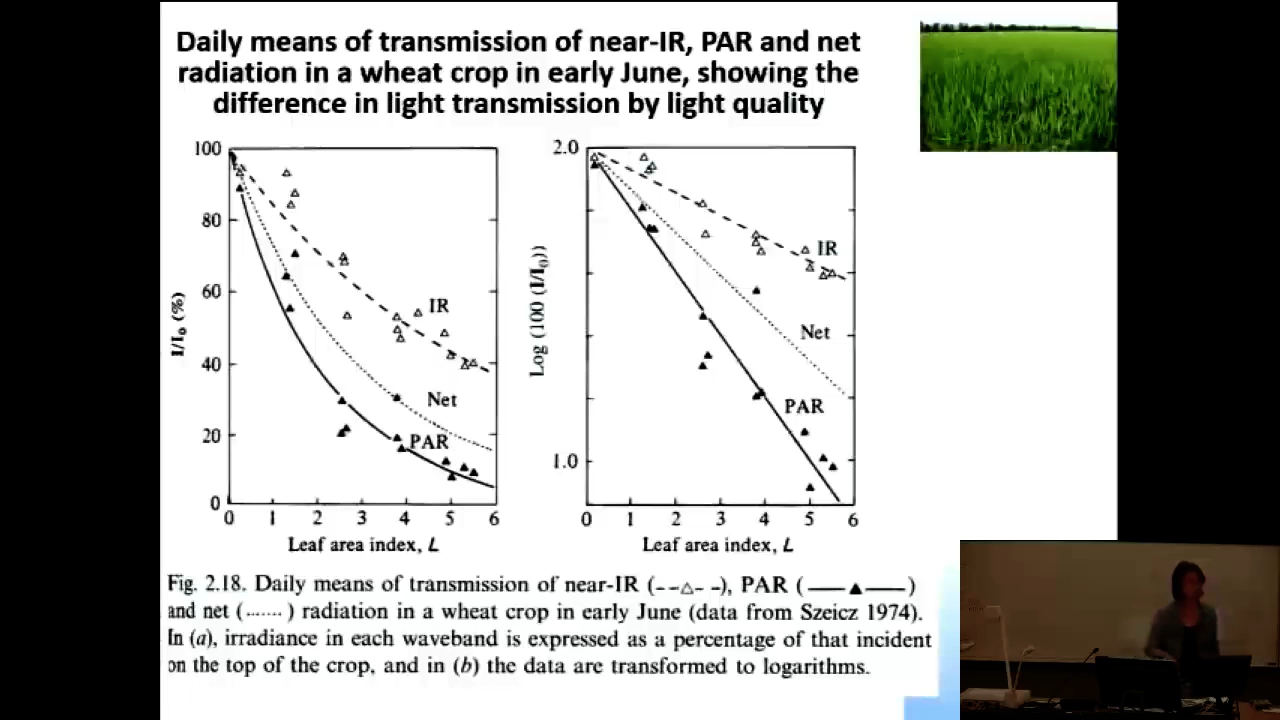 Daily means of transmission of near-IR, PAR and net
radiation in a wheat crop in early June, showing the
difference in light transmission by light quality
100
80
60
40
20
0
I/I₀ (%)
IR
Net
PAR
0 1 2 3 4 5 6
Leaf area index, L
2.0
1.0
Log (100 (I/I₀))
IR
Net
PAR
0 1 2 3 4 5 6
Leaf area index, L
Fig. 2.18. Daily means of transmission of near-IR (--△- -), PAR (——▲——)
and net (·······) radiation in a wheat crop in early June (data from Szeicz 1974).
In (a), irradiance in each waveband is expressed as a percentage of that incident
on the top of the crop, and in (b) the data are transformed to logarithms.